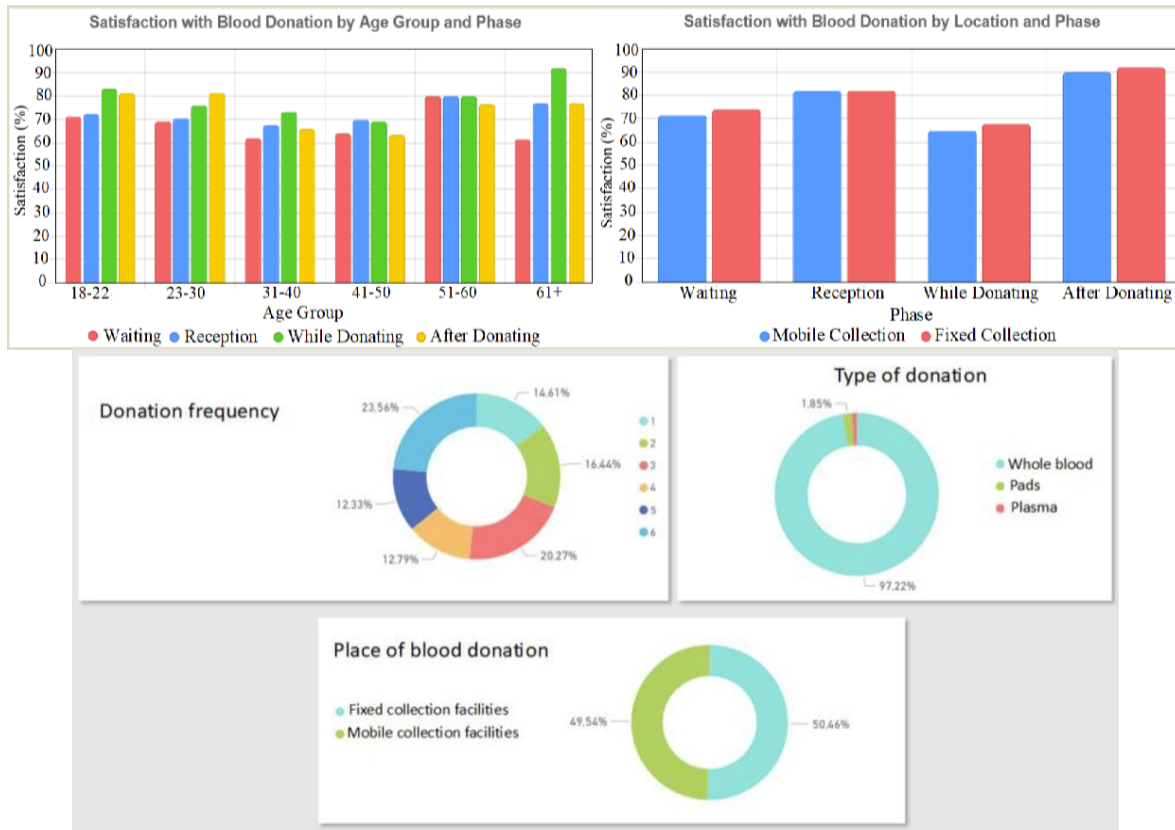 Satisfaction with Blood Donation by Age Group and Phase
Satisfaction (%)
100
90
80
70
60
50
40
30
20
10
0
18-22 23-30 31-40 41-50 51-60 61+
Age Group
Waiting Reception While Donating After Donating
Satisfaction with Blood Donation by Location and Phase
Satisfaction (%)
100
90
80
70
60
50
40
30
20
10
0
Waiting Reception While Donating After Donating
Phase
Mobile Collection Fixed Collection
Donation frequency
23.56%
14.61%
16.44%
12.33%
12.79%
20.27%
1
2
3
4
5
6
Type of donation
1.85%
97.22%
Whole blood
Pads
Plasma
Place of blood donation
Fixed collection facilities
Mobile collection facilities
49.54%
50.46%